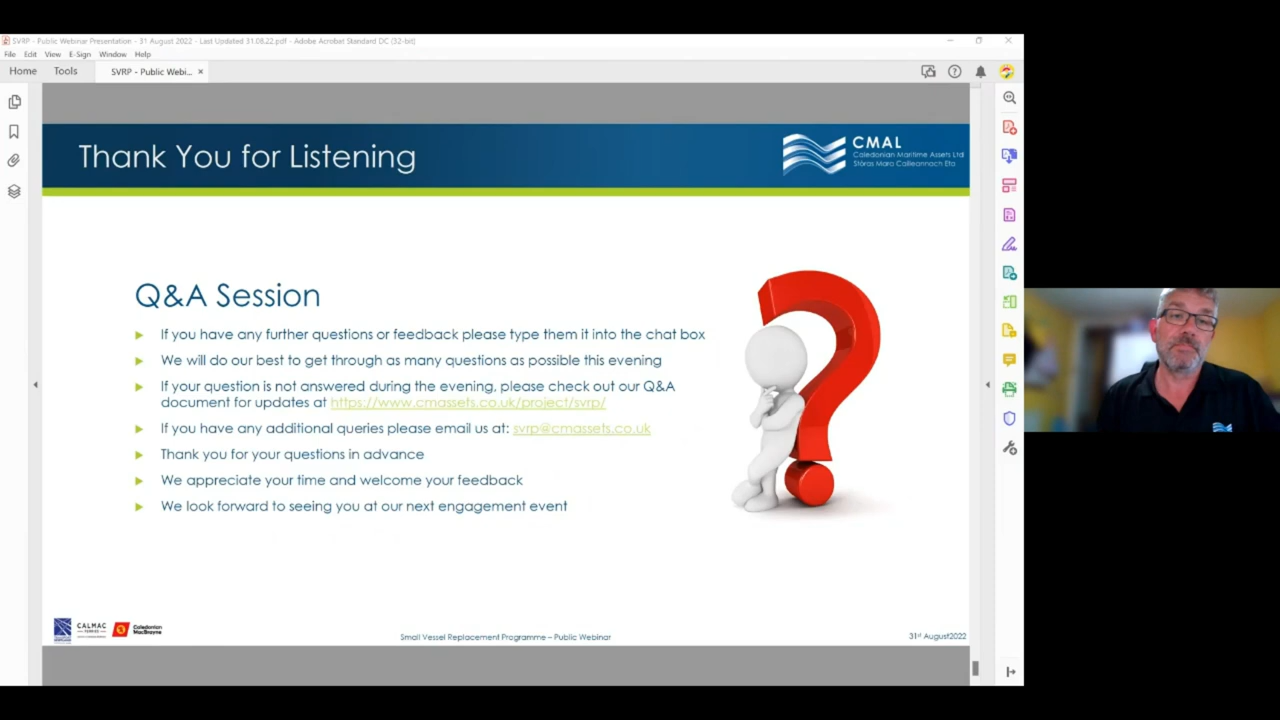 SVRP - Public Webinar Presentation - 31 August 2022 - Last Updated 31.08.22.pdf - Adobe Acrobat Standard DC (32-bit)
File Edit View E-Sign Window Help
Home Tools SVRP - Public Webi... ×
Thank You for Listening
CMAL
Caledonian Maritime Assets Ltd
Q&A Session
If you have any further questions or feedback please type them it into the chat box
We will do our best to get through as many questions as possible this evening
If your question is not answered during the evening, please check out our Q&A
document for updates at https://www.cmassets.co.uk/project/svrp/
If you have any additional queries please email us at: svrp@cmassets.co.uk
Thank you for your questions in advance
We appreciate your time and welcome your feedback
We look forward to seeing you at our next engagement event
CALMAC
FERRIES
Caledonian
MacBrayne
Small Vessel Replacement Programme – Public Webinar
31st August2022